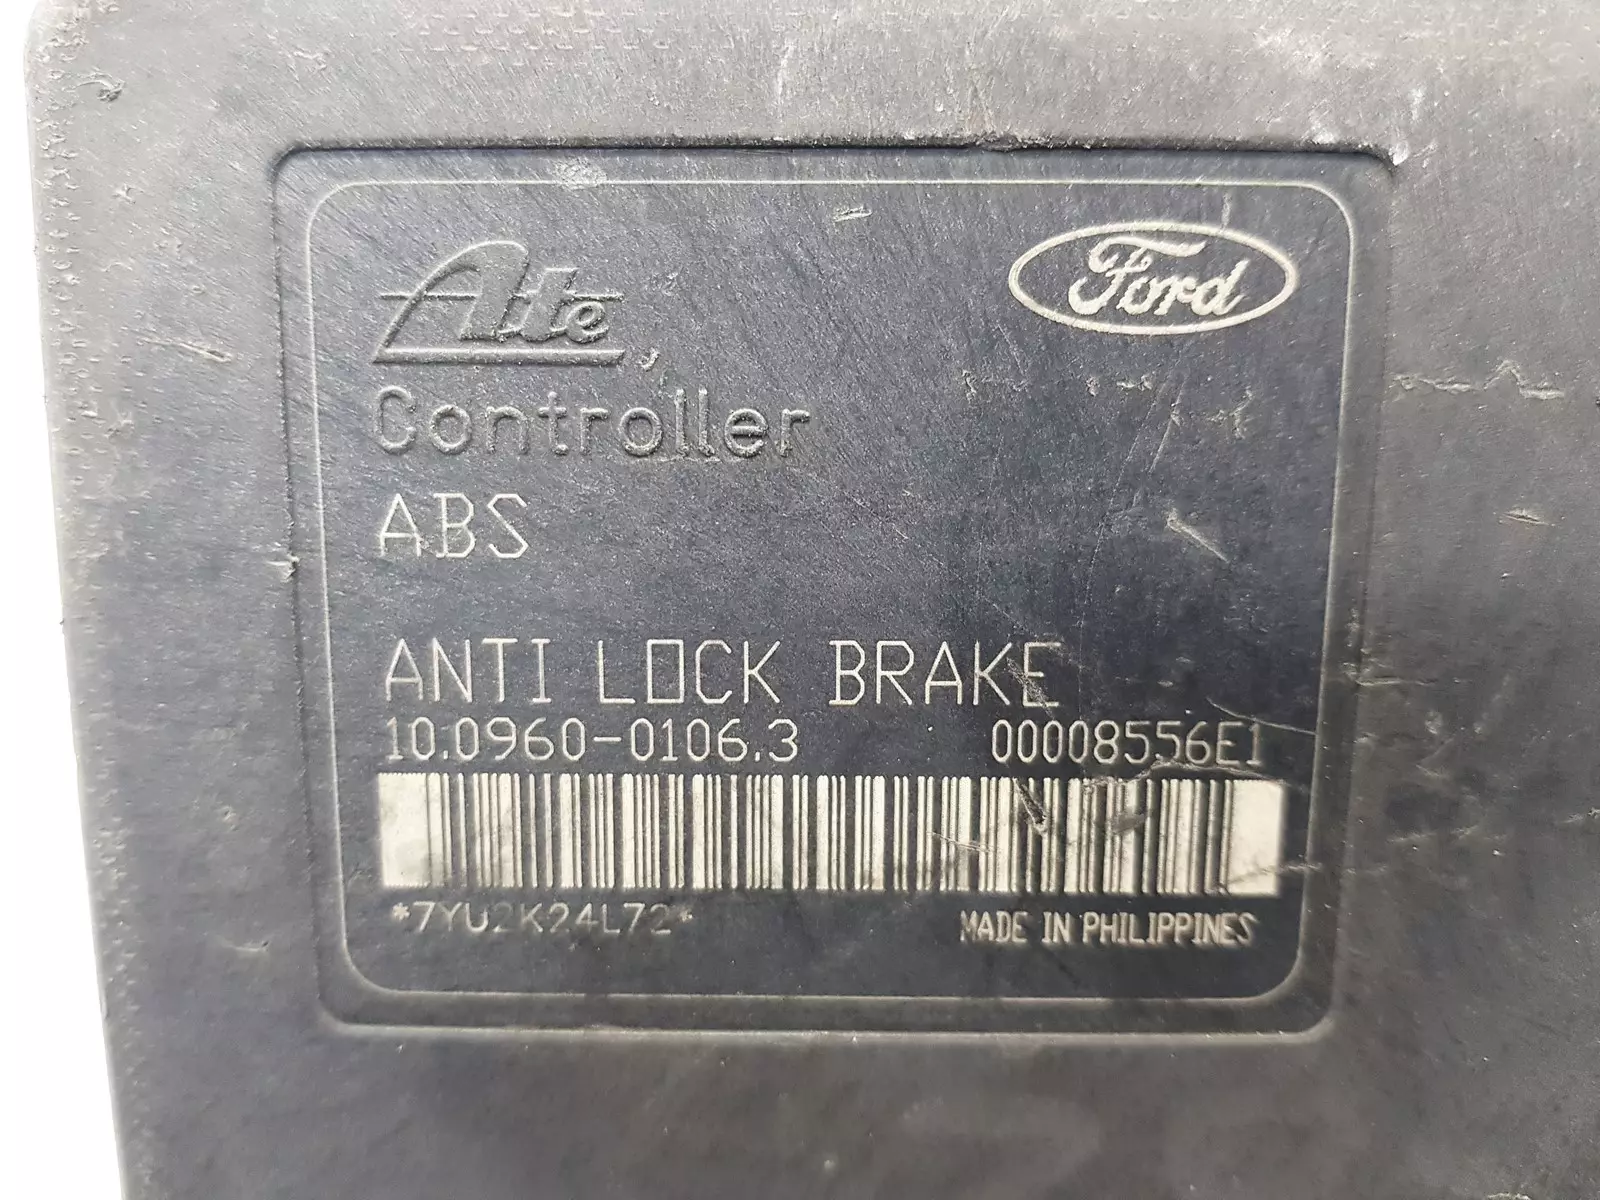 Ate
Ford
Controller
ABS
ANTI LOCK BRAKE
10.0960-0106.3 00008556E1
*7YU2K24L72*
MADE IN PHILIPPINES